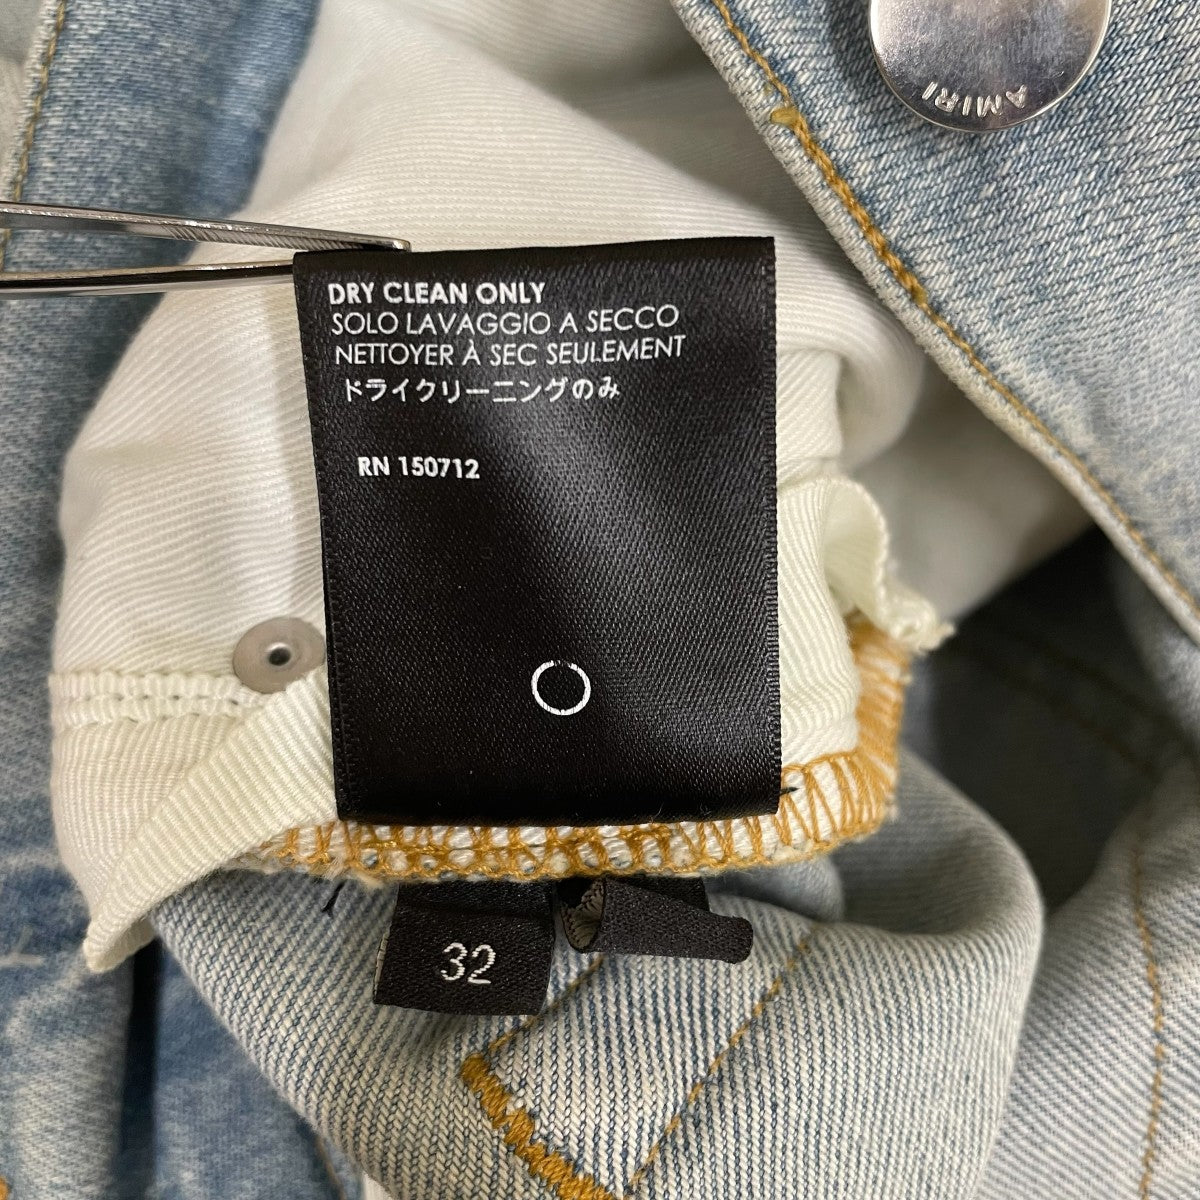 AMIRI
DRY CLEAN ONLY
SOLO LAVAGGIO A SECCO
NETTOYER À SEC SEULEMENT
ドライクリーニングのみ
RN 150712
32